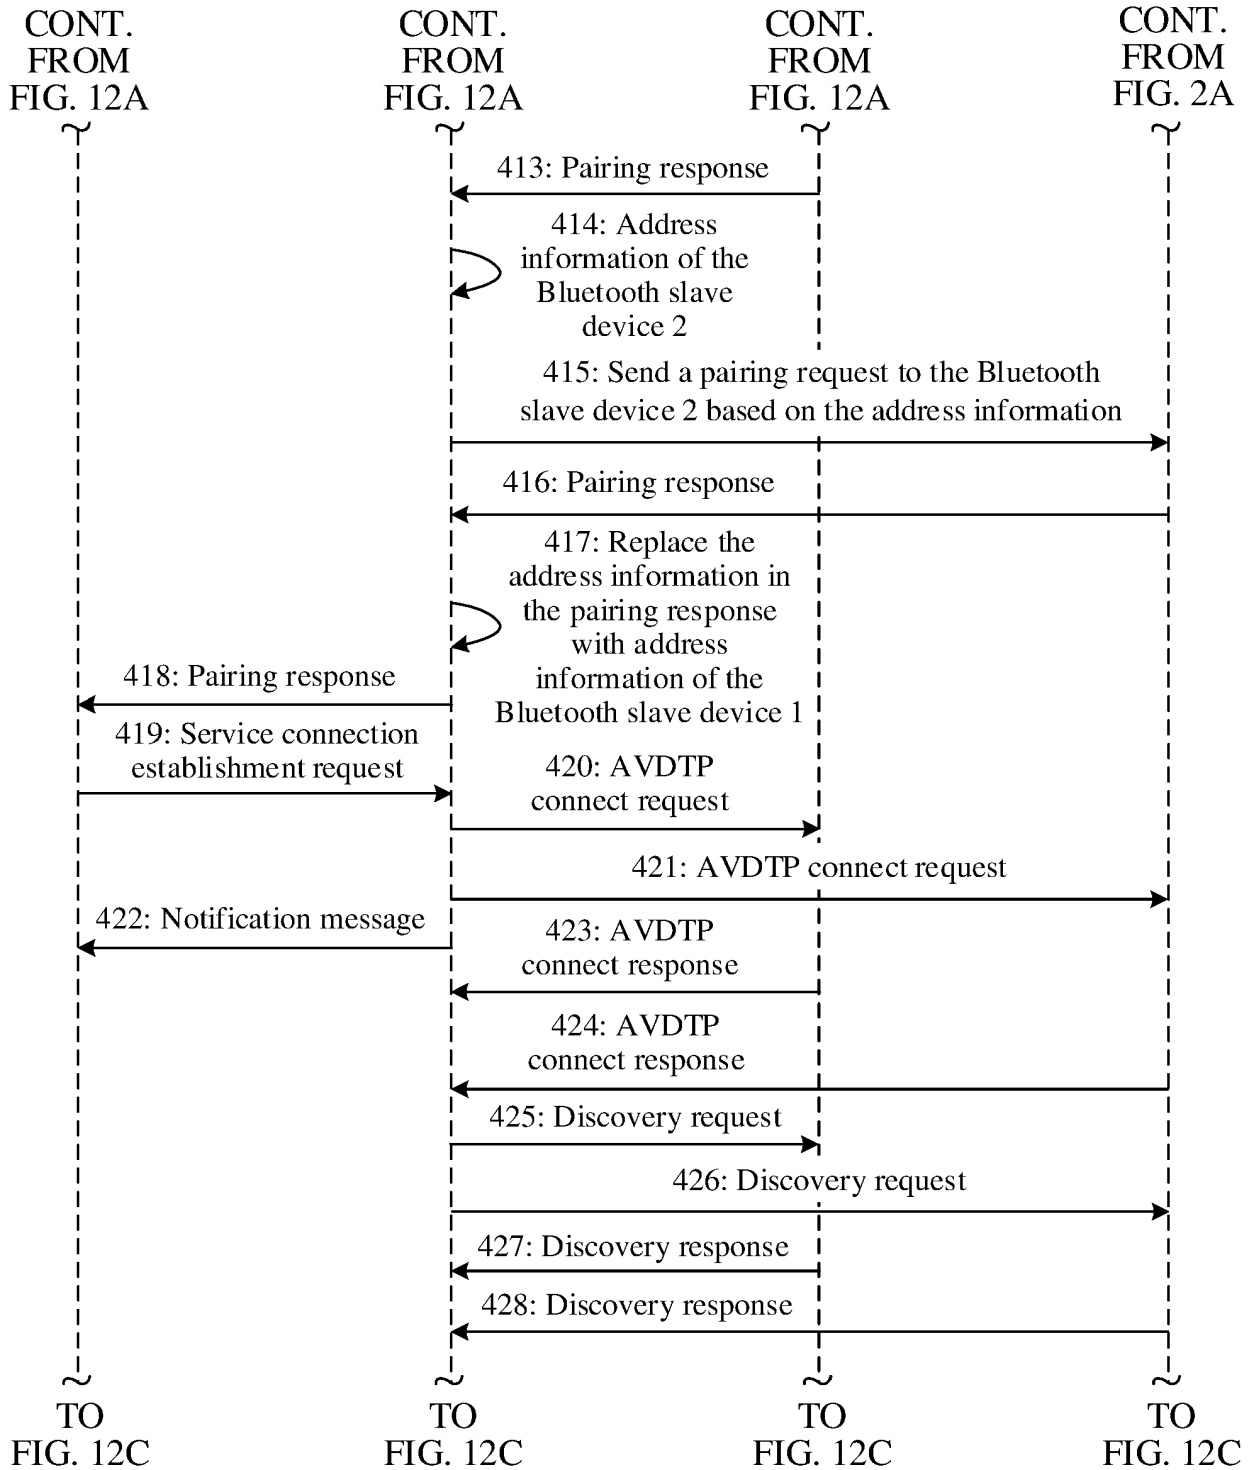 CONT.
FROM
FIG. 12A
CONT.
FROM
FIG. 12A
CONT.
FROM
FIG. 12A
CONT.
FROM
FIG. 2A
413: Pairing response
414: Address
information of the
Bluetooth slave
device 2
415: Send a pairing request to the Bluetooth
slave device 2 based on the address information
416: Pairing response
417: Replace the
address information in
the pairing response
with address
information of the
Bluetooth slave device 1
418: Pairing response
419: Service connection
establishment request
420: AVDTP
connect request
421: AVDTP connect request
422: Notification message
423: AVDTP
connect response
424: AVDTP
connect response
425: Discovery request
426: Discovery request
427: Discovery response
428: Discovery response
TO
FIG. 12C
TO
FIG. 12C
TO
FIG. 12C
TO
FIG. 12C